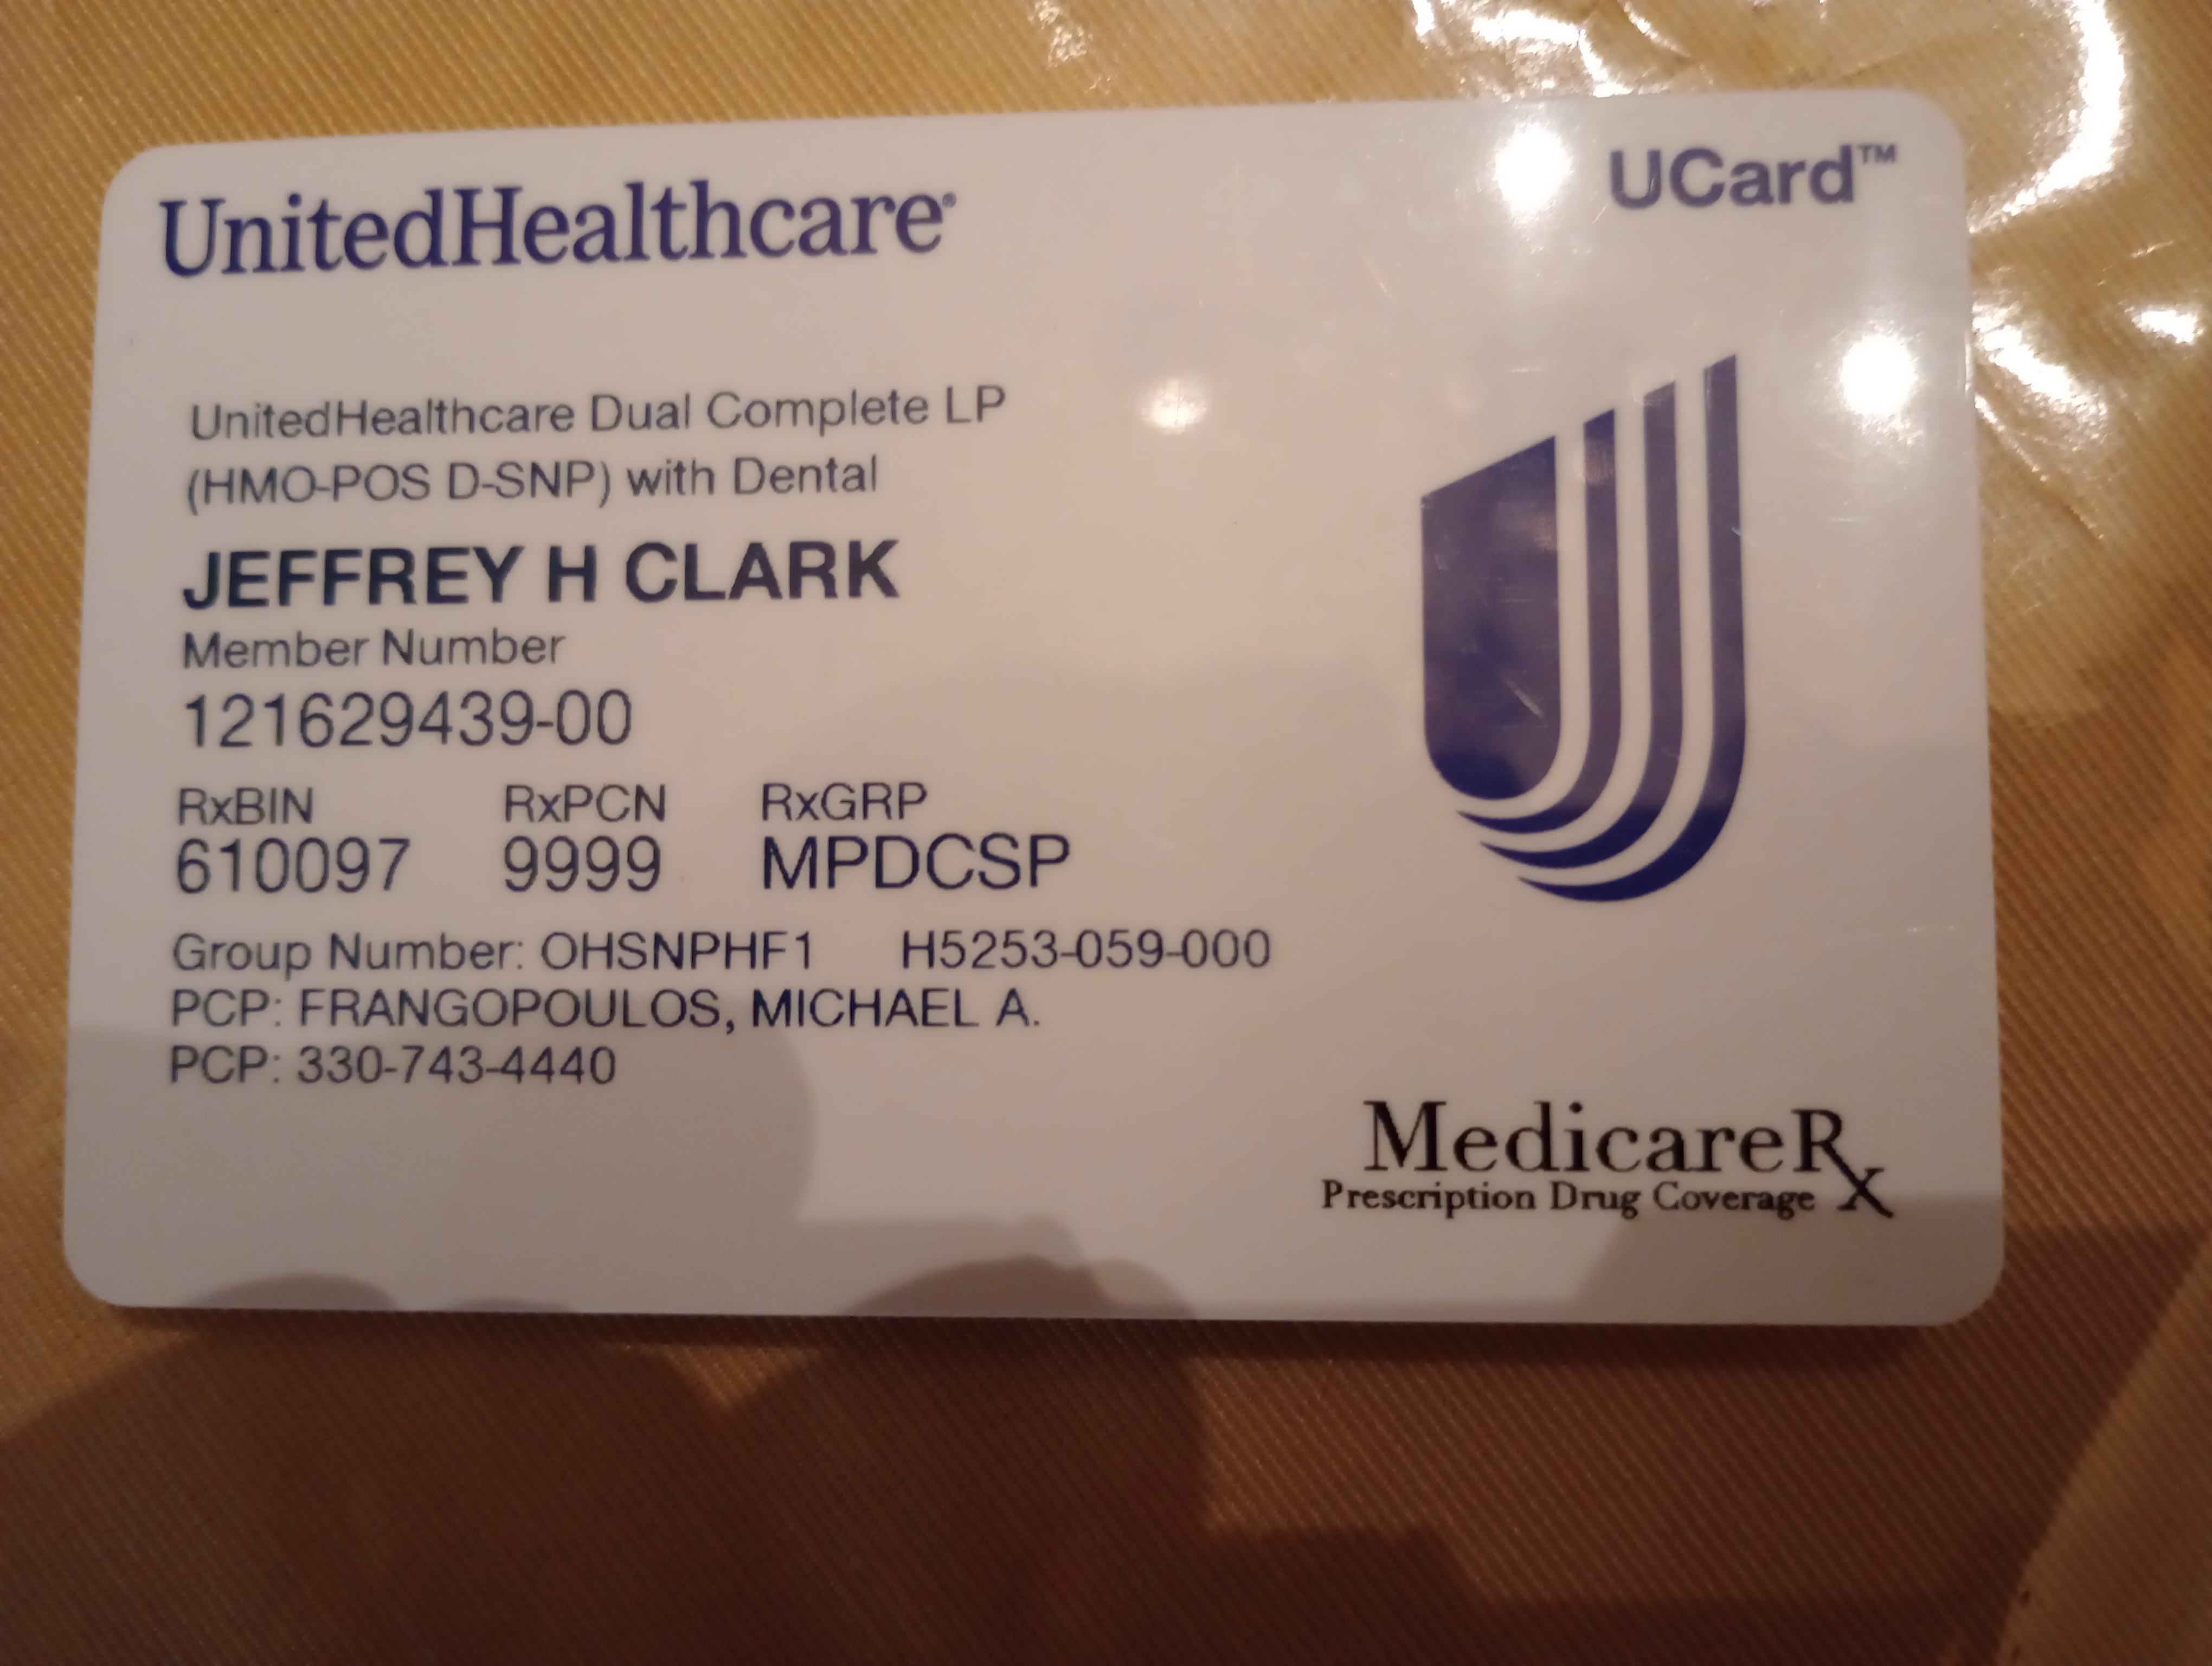 UnitedHealthcare®
UCard™
UnitedHealthcare Dual Complete LP
(HMO-POS D-SNP) with Dental
JEFFREY H CLARK
Member Number
121629439-00
RxBIN RxPCN RxGRP
610097 9999 MPDCSP
Group Number: OHSNPHF1 H5253-059-000
PCP: FRANGOPOULOS, MICHAEL A.
PCP: 330-743-4440
MedicareRx
Prescription Drug Coverage